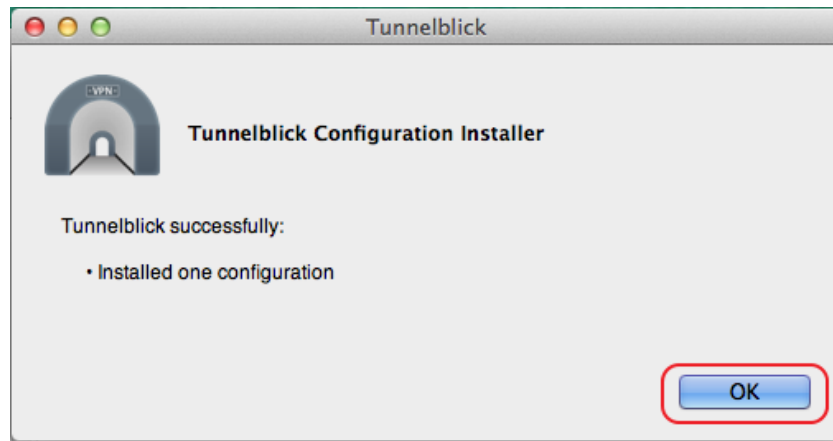 Tunnelblick
-VPN-
Tunnelblick Configuration Installer
Tunnelblick successfully:
• Installed one configuration
OK